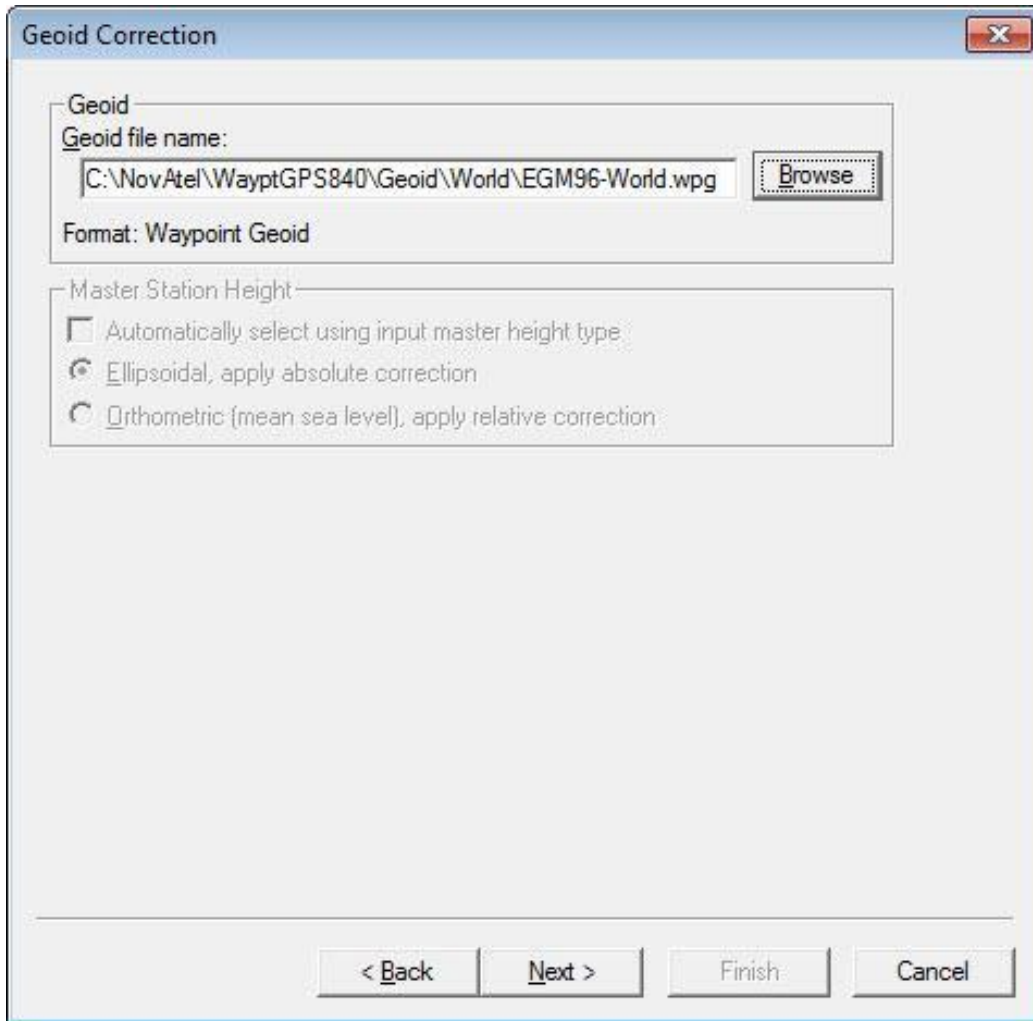 Geoid Correction
Geoid
Geoid file name:
C:\NovAtel\WayptGPS840\Geoid\World\EGM96-World.wpg
Browse
Format: Waypoint Geoid
Master Station Height
Automatically select using input master height type
Ellipsoidal, apply absolute correction
Orthometric (mean sea level), apply relative correction
< Back
Next >
Finish
Cancel